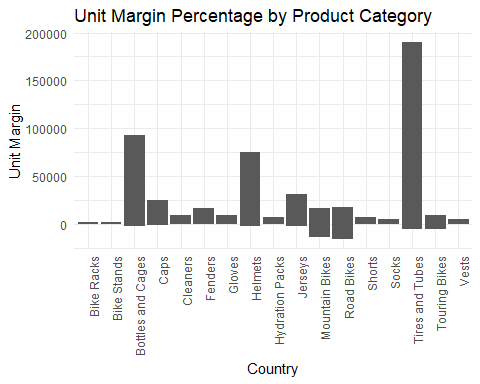 Unit Margin Percentage by Product Category
200000
150000
100000
50000
0
Unit Margin
Bike Racks
Bike Stands
Bottles and Cages
Caps
Cleaners
Fenders
Gloves
Helmets
Hydration Packs
Jerseys
Mountain Bikes
Road Bikes
Shorts
Socks
Tires and Tubes
Touring Bikes
Vests
Country